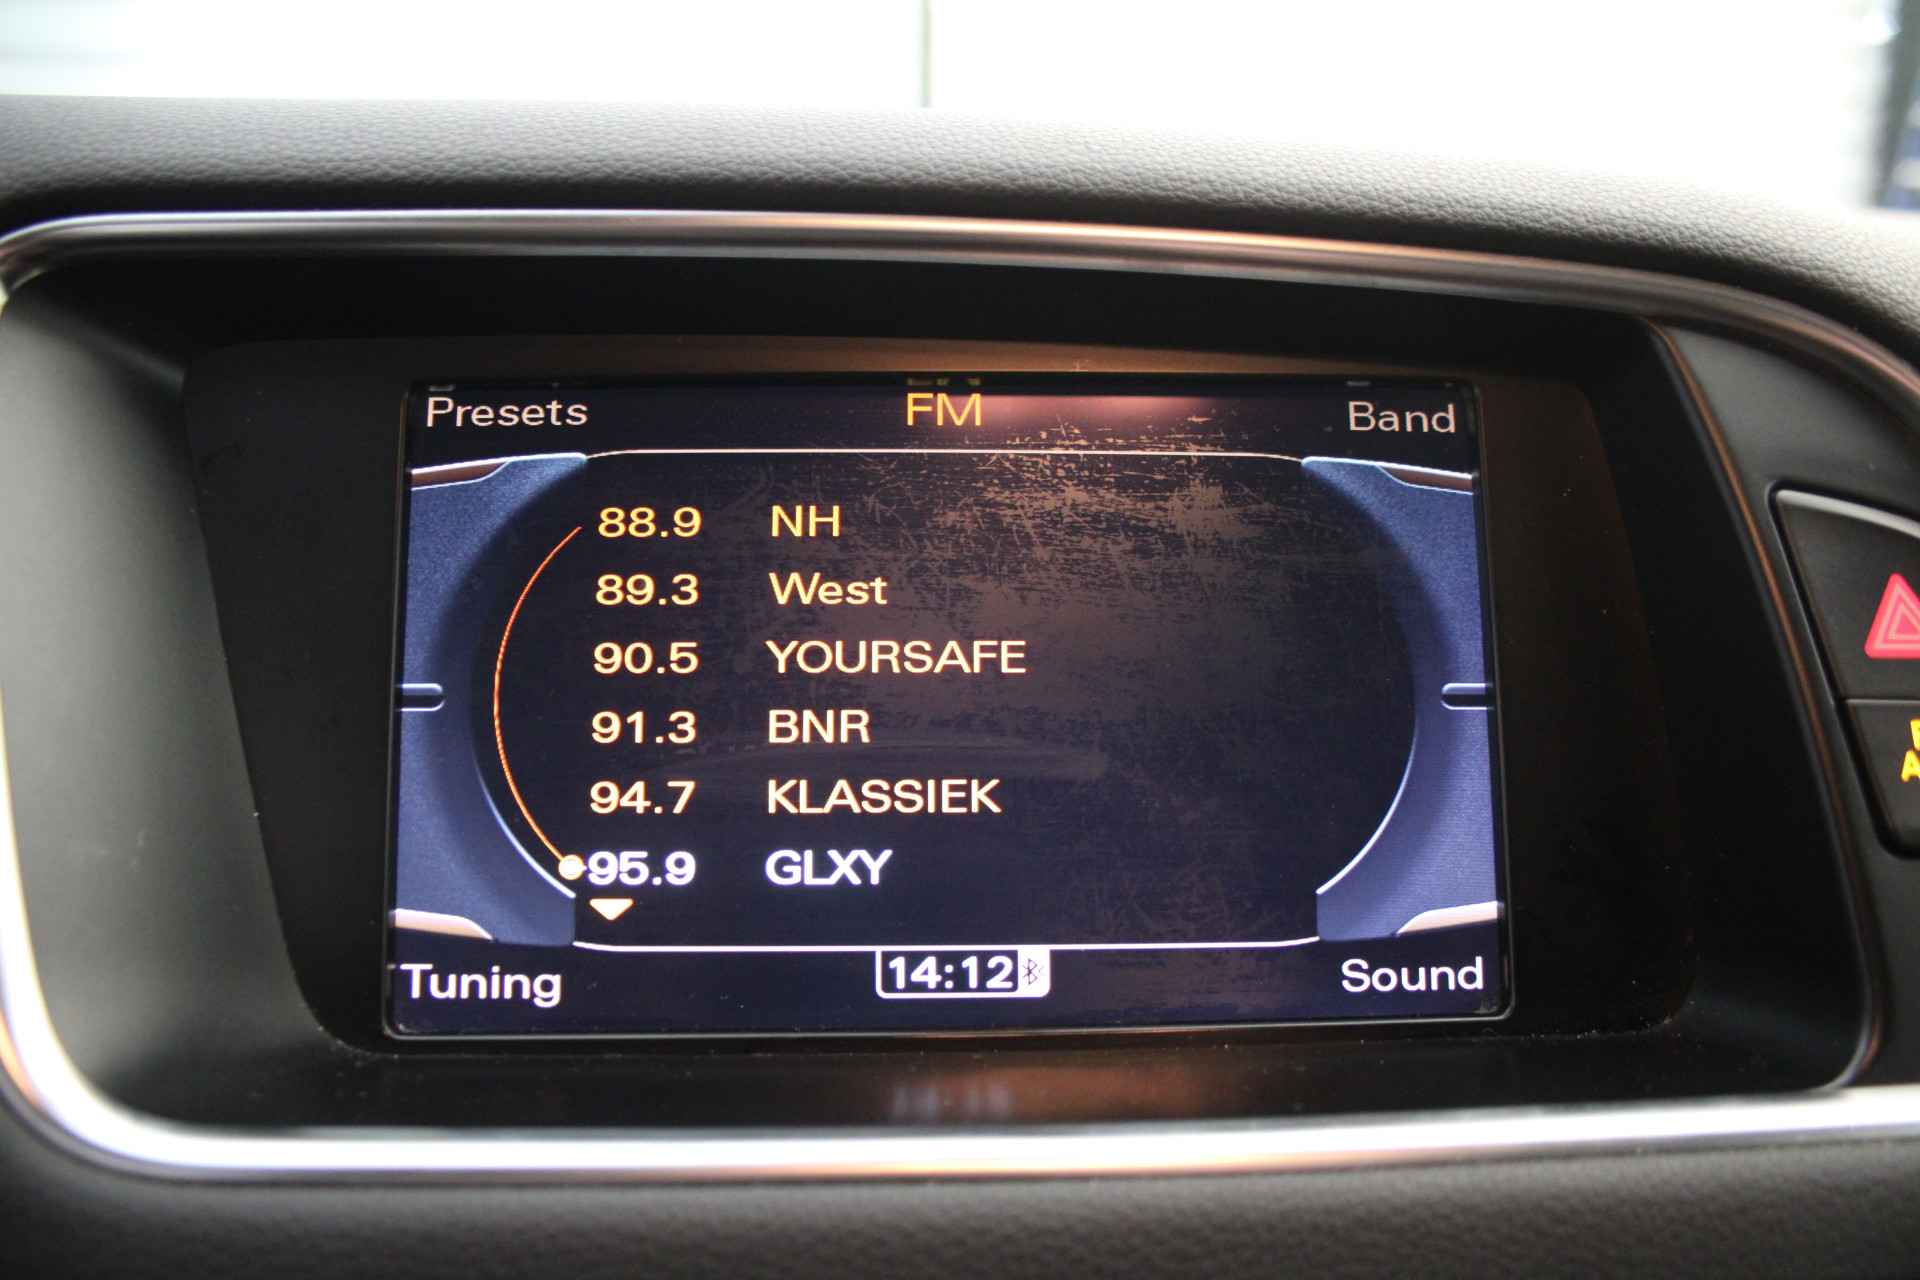 Presets FM Band
88.9 NH
89.3 West
90.5 YOURSAFE
91.3 BNR
94.7 KLASSIEK
95.9 GLXY
Tuning 14:12 Sound